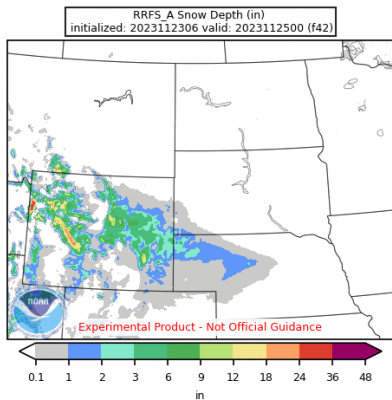 RRFS_A Snow Depth (in)
initialized: 2023112306 valid: 2023112500 (f42)
NOAA
Experimental Product - Not Official Guidance
0.1 1 2 3 6 9 12 18 24 36 48
in